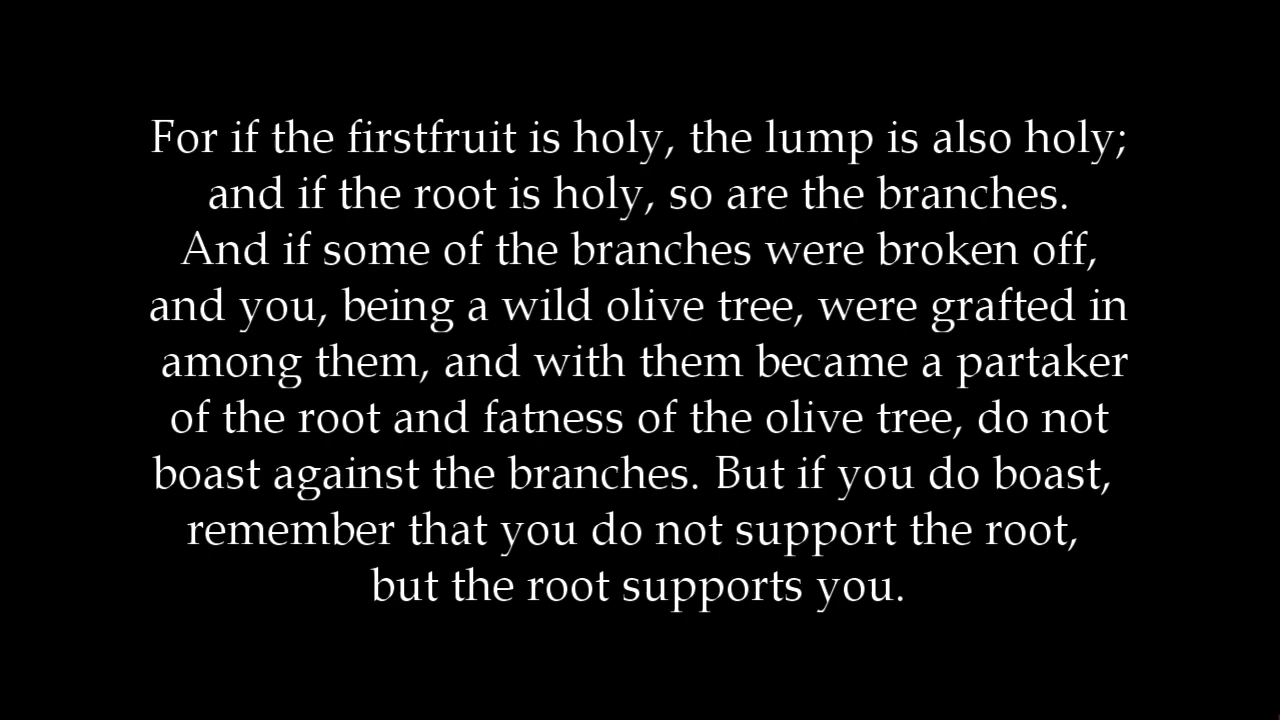 For if the firstfruit is holy, the lump is also holy;
and if the root is holy, so are the branches.
And if some of the branches were broken off,
and you, being a wild olive tree, were grafted in
among them, and with them became a partaker
of the root and fatness of the olive tree, do not
boast against the branches. But if you do boast,
remember that you do not support the root,
but the root supports you.